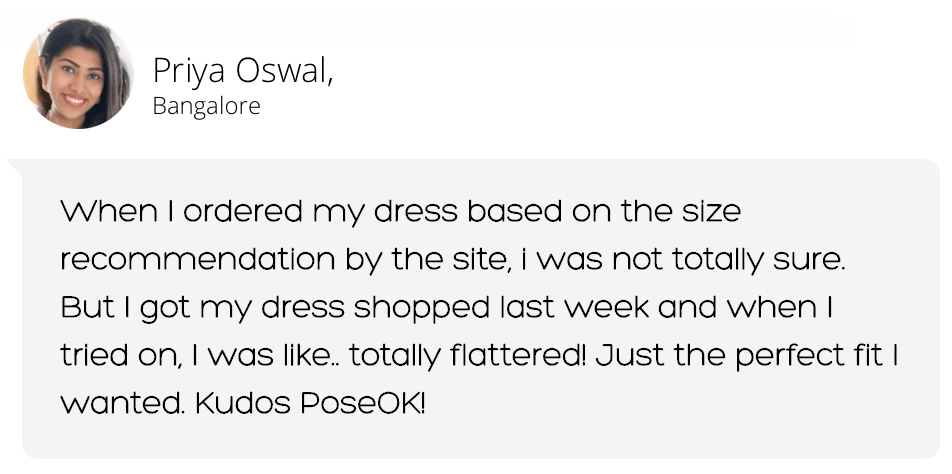 Priya Oswal,
Bangalore
When I ordered my dress based on the size
recommendation by the site, i was not totally sure.
But I got my dress shopped last week and when I
tried on, I was like.. totally flattered! Just the perfect fit I
wanted. Kudos PoseOK!